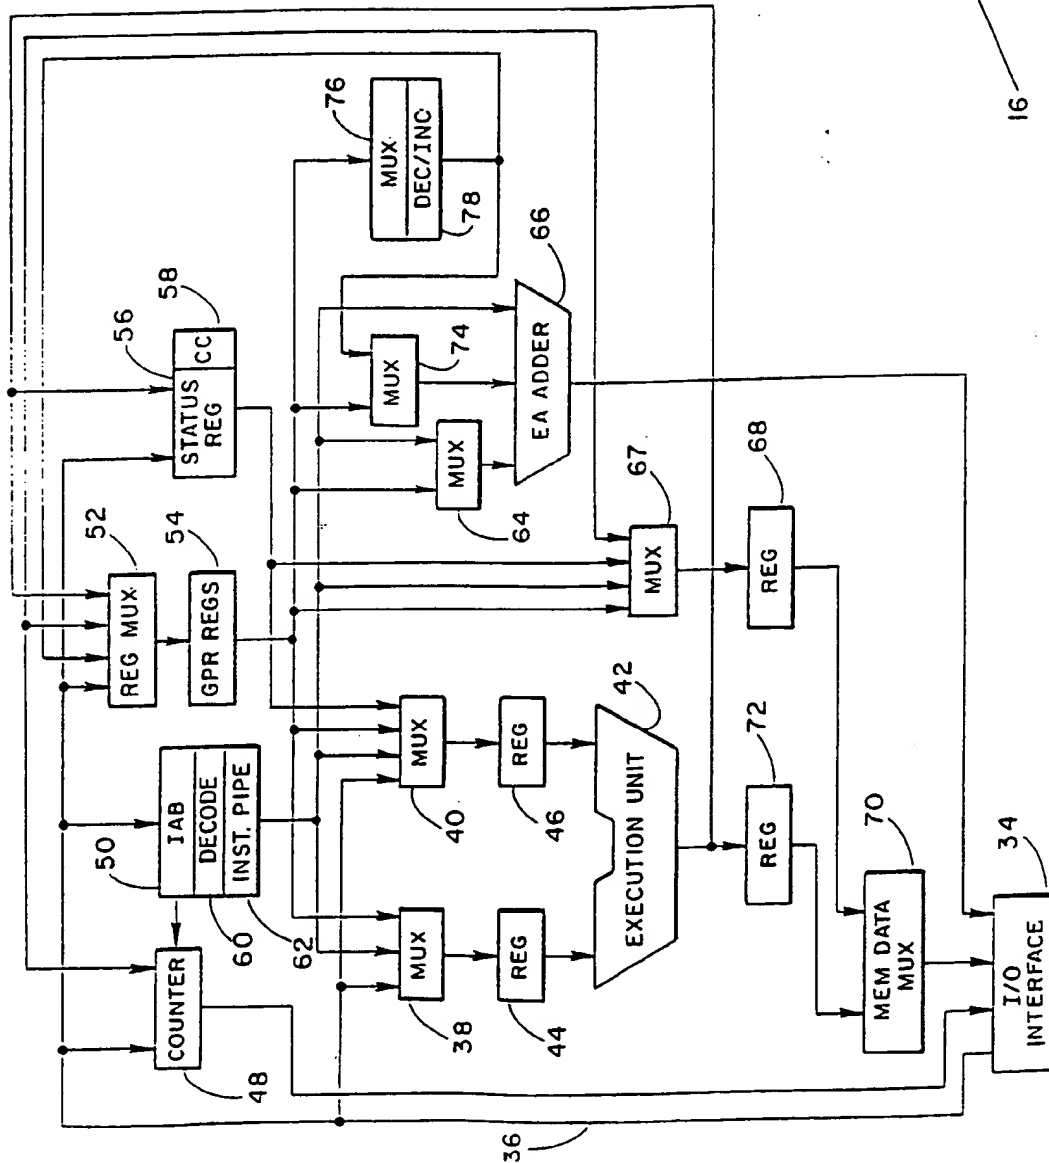 16
76
MUX
DEC/INC
78
58
56
CC
STATUS
REG
74
MUX
66
EA ADDER
MUX
64
52
REG MUX
54
GPR REGS
67
MUX
68
REG
50
IAB
DECODE
INST. PIPE
60
62
COUNTER
48
MUX
40
REG
46
42
EXECUTION UNIT
MUX
38
REG
44
72
REG
70
MEM DATA
MUX
34
I/O
INTERFACE
36